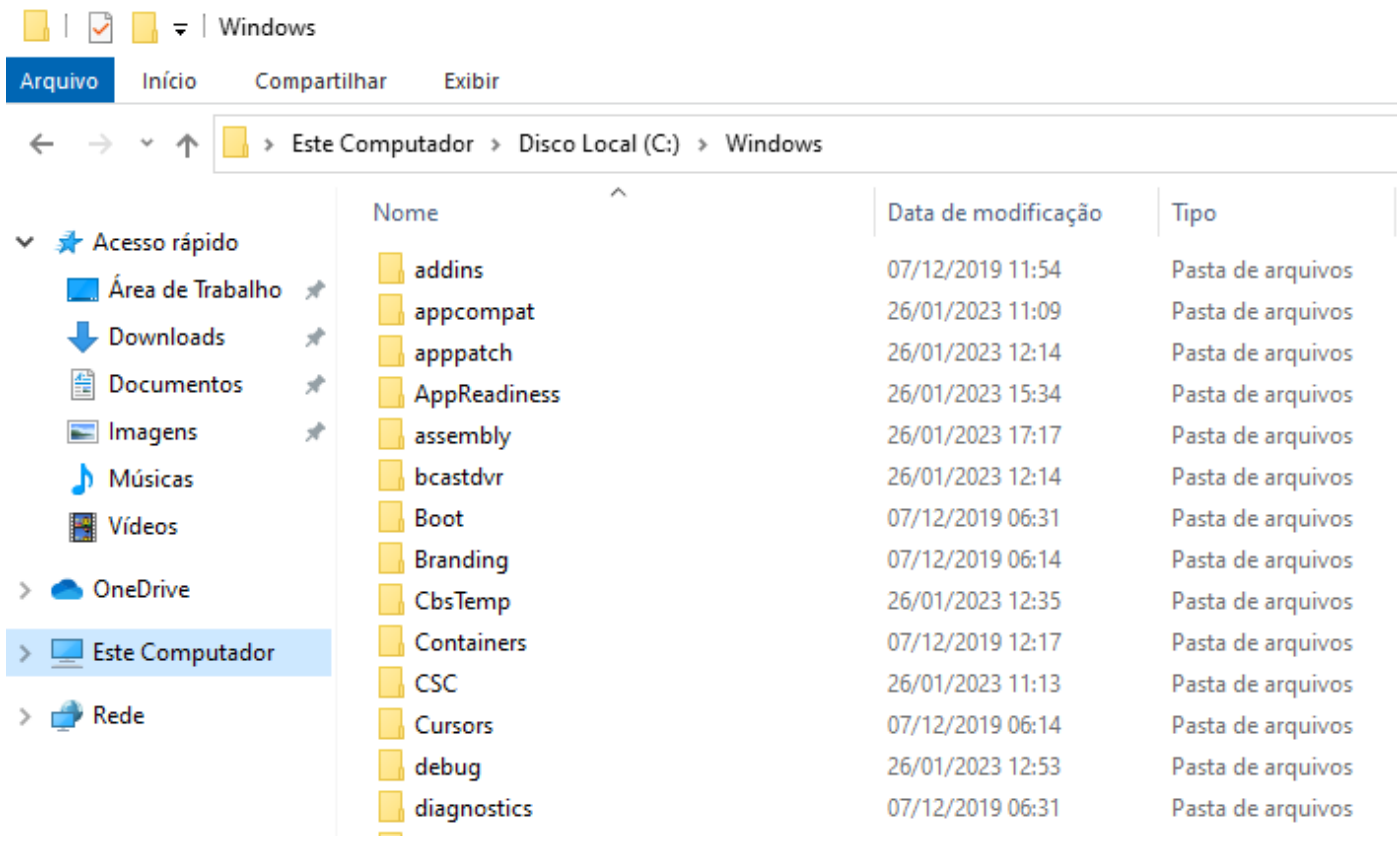 Windows
Arquivo Início Compartilhar Exibir
Este Computador Disco Local (C:) Windows
Acesso rápido
Área de Trabalho
Downloads
Documentos
Imagens
Músicas
Vídeos
OneDrive
Este Computador
Rede
Nome Data de modificação Tipo
addins 07/12/2019 11:54 Pasta de arquivos
appcompat 26/01/2023 11:09 Pasta de arquivos
apppatch 26/01/2023 12:14 Pasta de arquivos
AppReadiness 26/01/2023 15:34 Pasta de arquivos
assembly 26/01/2023 17:17 Pasta de arquivos
bcastdvr 26/01/2023 12:14 Pasta de arquivos
Boot 07/12/2019 06:31 Pasta de arquivos
Branding 07/12/2019 06:14 Pasta de arquivos
CbsTemp 26/01/2023 12:35 Pasta de arquivos
Containers 07/12/2019 12:17 Pasta de arquivos
CSC 26/01/2023 11:13 Pasta de arquivos
Cursors 07/12/2019 06:14 Pasta de arquivos
debug 26/01/2023 12:53 Pasta de arquivos
diagnostics 07/12/2019 06:31 Pasta de arquivos